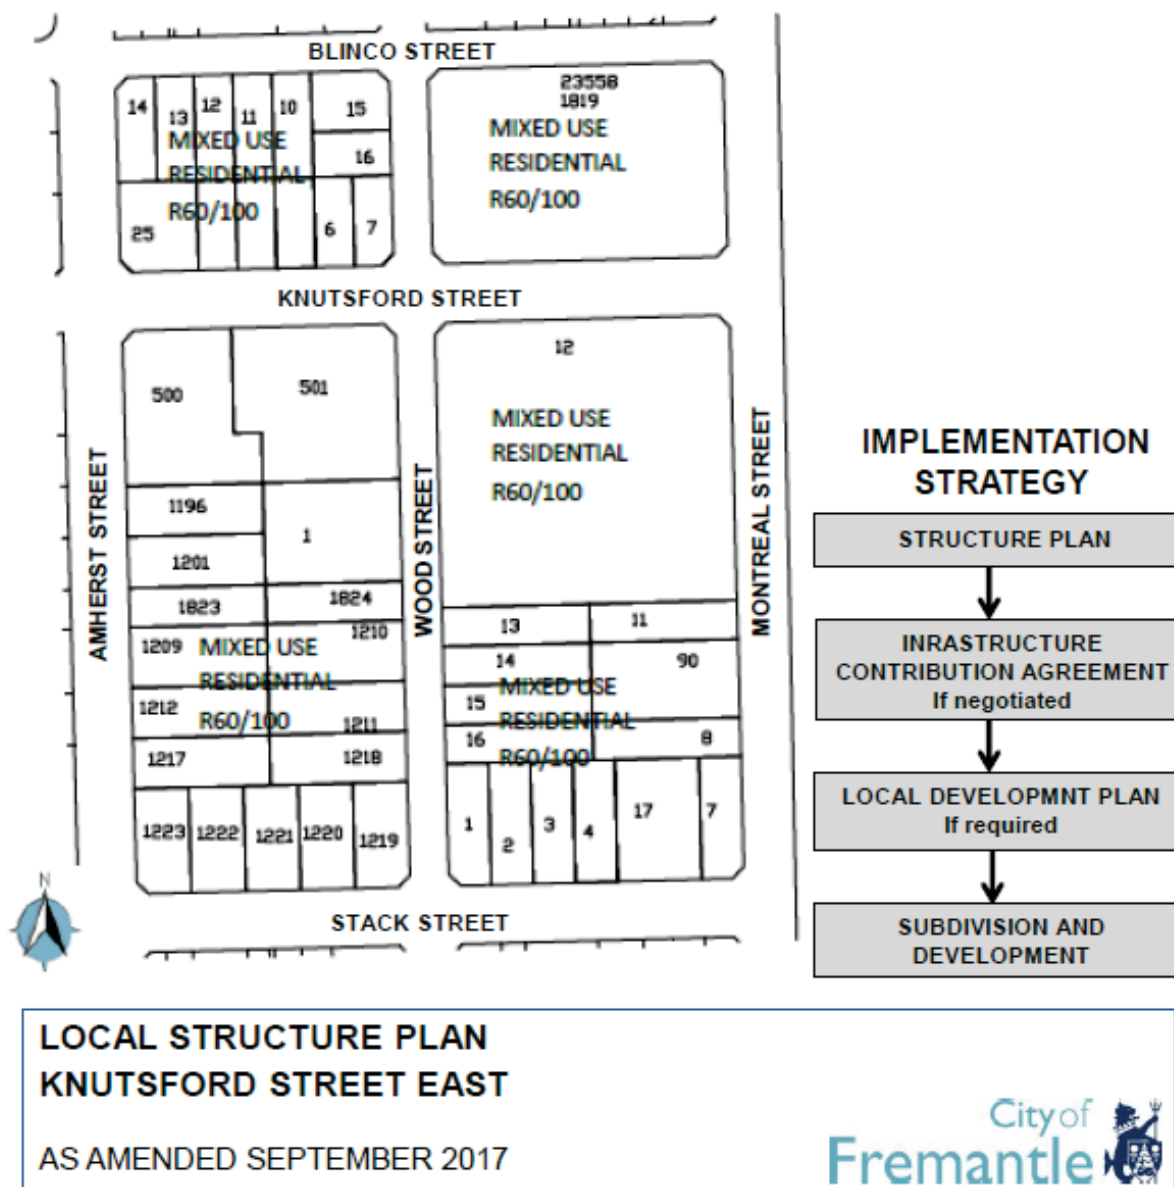 BLINCO STREET
14
13
12
11
10
15
16
MIXED USE
RESIDENTIAL
R60/100
25
6
7
23558
1819
MIXED USE
RESIDENTIAL
R60/100
KNUTSFORD STREET
500
501
1196
1
1201
1823
1824
1209
1210
MIXED USE
RESIDENTIAL
R60/100
1212
1211
1217
1218
1223
1222
1221
1220
1219
12
MIXED USE
RESIDENTIAL
R60/100
13
11
14
90
15
MIXED USE
RESIDENTIAL
R60/100
16
8
1
2
3
4
17
7
AMHERST STREET
WOOD STREET
MONTREAL STREET
STACK STREET
N
IMPLEMENTATION
STRATEGY
STRUCTURE PLAN
INRASTRUCTURE
CONTRIBUTION AGREEMENT
If negotiated
LOCAL DEVELOPMNT PLAN
If required
SUBDIVISION AND
DEVELOPMENT
LOCAL STRUCTURE PLAN
KNUTSFORD STREET EAST
AS AMENDED SEPTEMBER 2017
City of
Fremantle